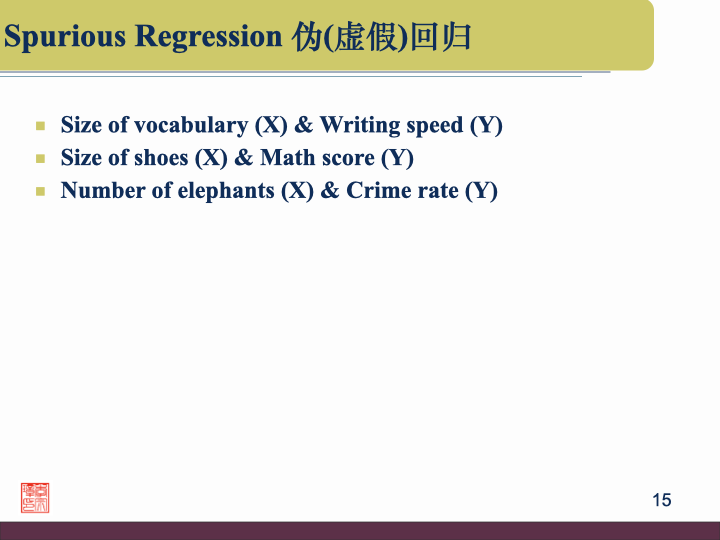 Spurious Regression 伪(虚假)回归
Size of vocabulary (X) & Writing speed (Y)
Size of shoes (X) & Math score (Y)
Number of elephants (X) & Crime rate (Y)
15